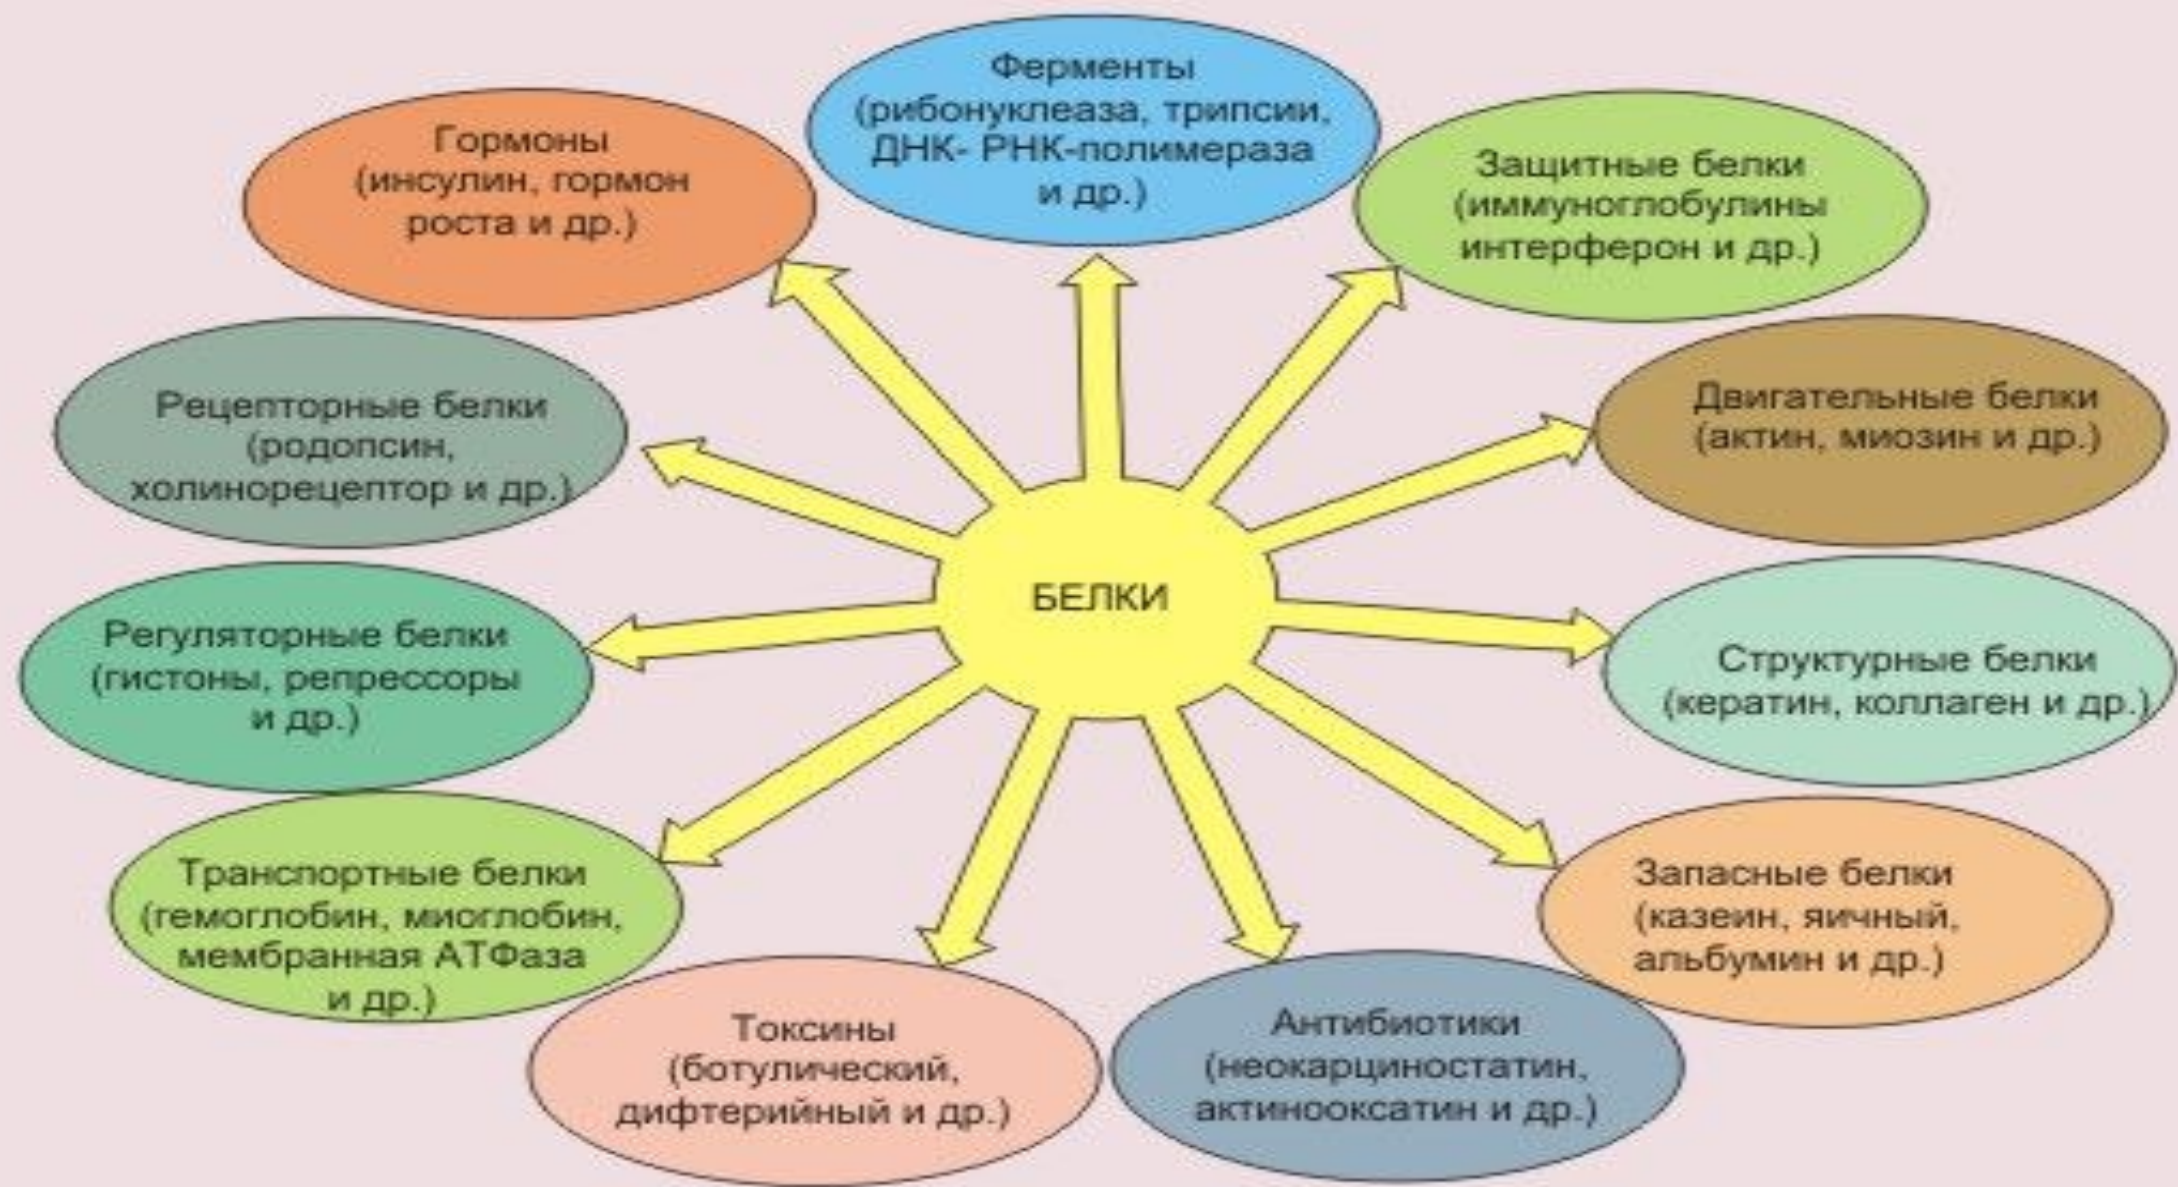 Ферменты
(рибонуклеаза, трипсии,
ДНК- РНК-полимераза
и др.)
Гормоны
(инсулин, гормон
роста и др.)
Защитные белки
(иммуноглобулины
интерферон и др.)
Рецепторные белки
(родопсин,
холинорецептор и др.)
Двигательные белки
(актин, миозин и др.)
БЕЛКИ
Регуляторные белки
(гистоны, репрессоры
и др.)
Структурные белки
(кератин, коллаген и др.)
Транспортные белки
(гемоглобин, миоглобин,
мембранная АТФаза
и др.)
Запасные белки
(казеин, яичный,
альбумин и др.)
Токсины
(ботулический,
дифтерийный и др.)
Антибиотики
(неокарциностатин,
актинооксатин и др.)